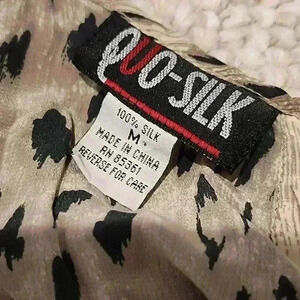 QUO-SILK
100% SILK
M
MADE IN CHINA
RN 85361
REVERSE FOR CARE